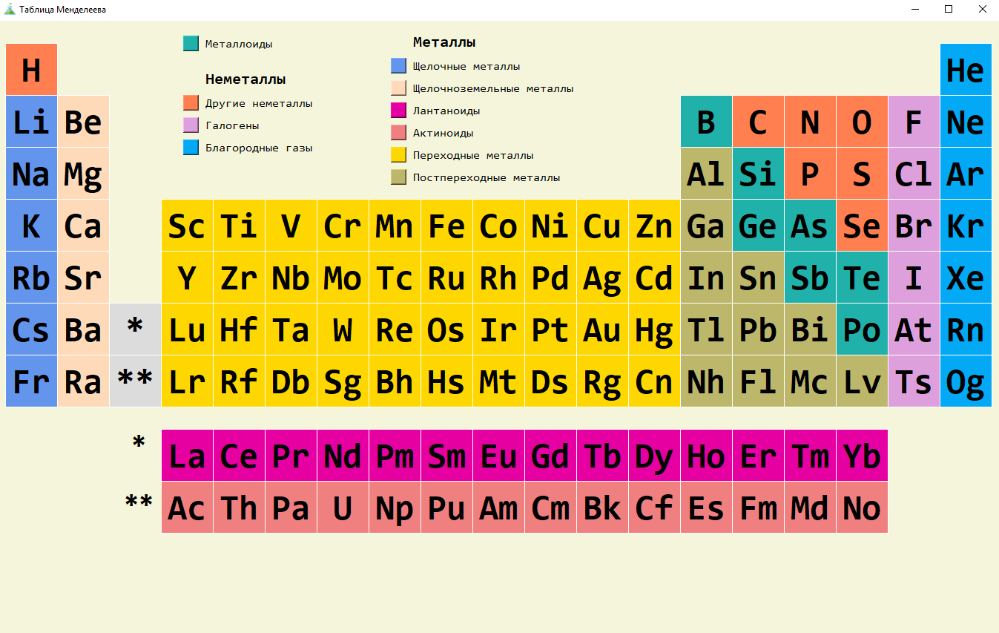 Таблица Менделеева
Металлоиды
Неметаллы
Другие неметаллы
Галогены
Благородные газы
Металлы
Щелочные металлы
Щелочноземельные металлы
Лантаноиды
Актиноиды
Переходные металлы
Постпереходные металлы
H He
Li Be B C N O F Ne
Na Mg Al Si P S Cl Ar
K Ca Sc Ti V Cr Mn Fe Co Ni Cu Zn Ga Ge As Se Br Kr
Rb Sr Y Zr Nb Mo Tc Ru Rh Pd Ag Cd In Sn Sb Te I Xe
Cs Ba * Lu Hf Ta W Re Os Ir Pt Au Hg Tl Pb Bi Po At Rn
Fr Ra ** Lr Rf Db Sg Bh Hs Mt Ds Rg Cn Nh Fl Mc Lv Ts Og
* La Ce Pr Nd Pm Sm Eu Gd Tb Dy Ho Er Tm Yb
** Ac Th Pa U Np Pu Am Cm Bk Cf Es Fm Md No